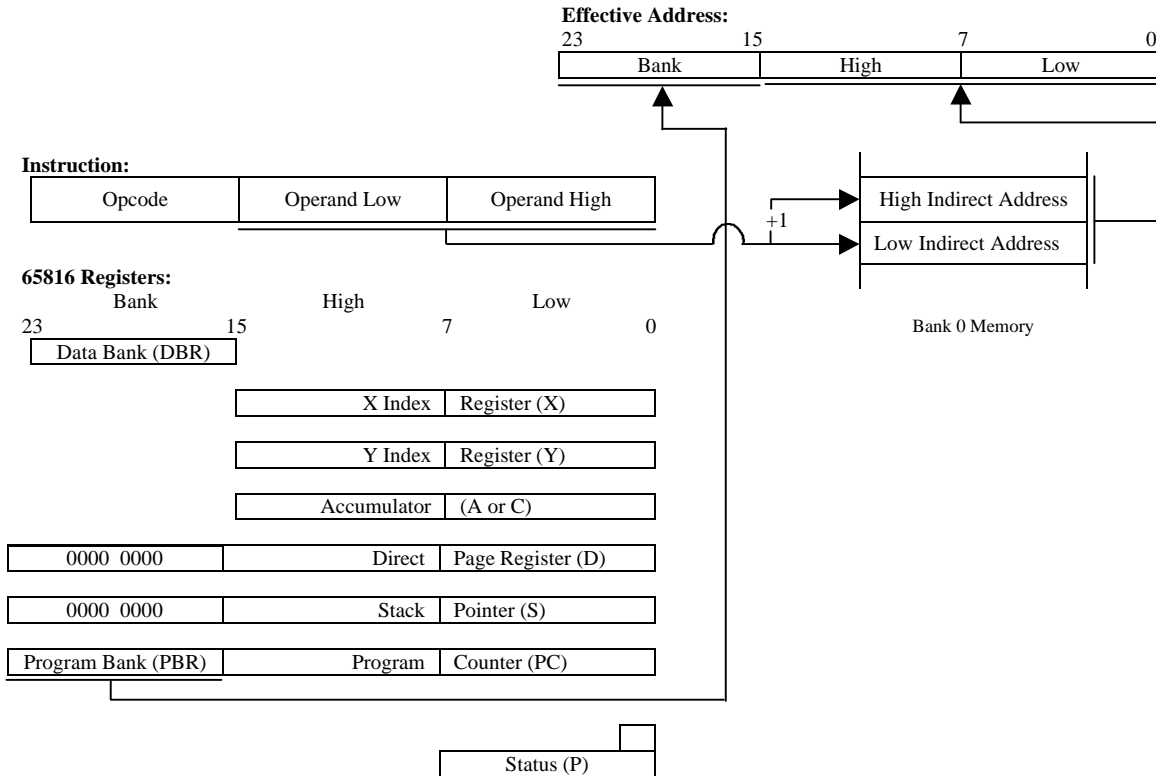 Effective Address:
23 15 7 0
Bank High Low
Instruction:
Opcode Operand Low Operand High
High Indirect Address
+1
Low Indirect Address
65816 Registers:
Bank High Low
23 15 7 0
Bank 0 Memory
Data Bank (DBR)
X Index Register (X)
Y Index Register (Y)
Accumulator (A or C)
0000 0000 Direct Page Register (D)
0000 0000 Stack Pointer (S)
Program Bank (PBR) Program Counter (PC)
Status (P)